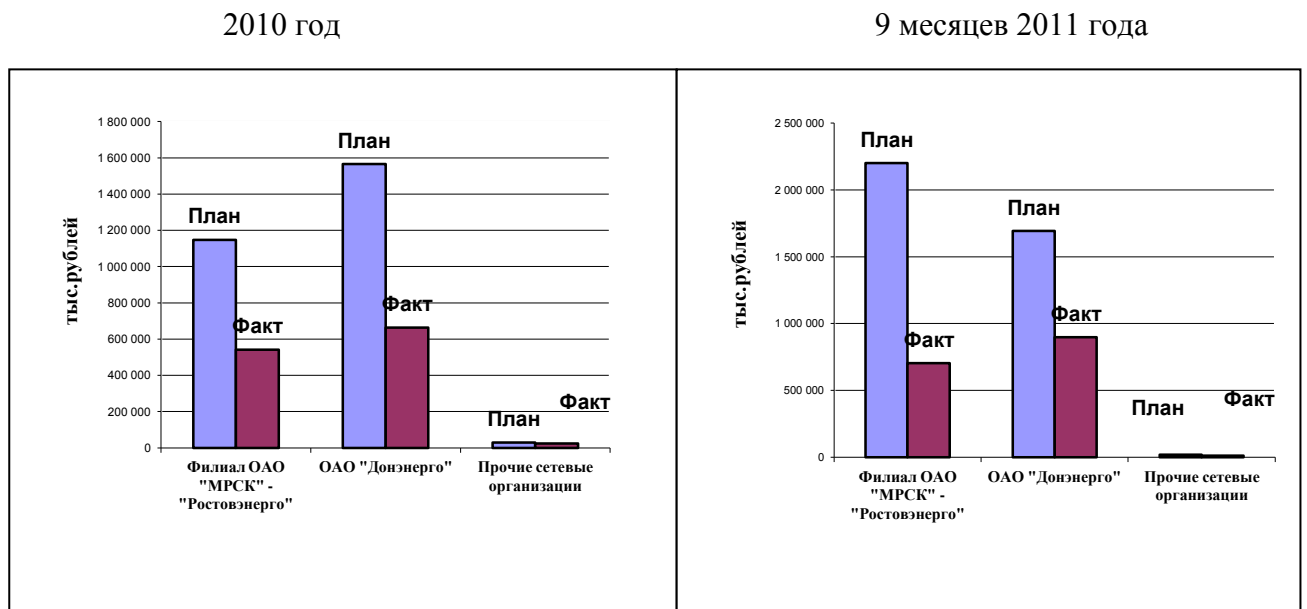 2010 год
9 месяцев 2011 года
тыс.рублей
1 800 000
1 600 000
1 400 000
1 200 000
1 000 000
800 000
600 000
400 000
200 000
0
План
Факт
План
Факт
План
Факт
Филиал ОАО
"МРСК" -
"Ростовэнерго"
ОАО "Донэнерго"
Прочие сетевые
организации
тыс.рублей
2 500 000
2 000 000
1 500 000
1 000 000
500 000
0
План
Факт
План
Факт
План
Факт
Филиал ОАО
"МРСК" -
"Ростовэнерго"
ОАО "Донэнерго"
Прочие сетевые
организации